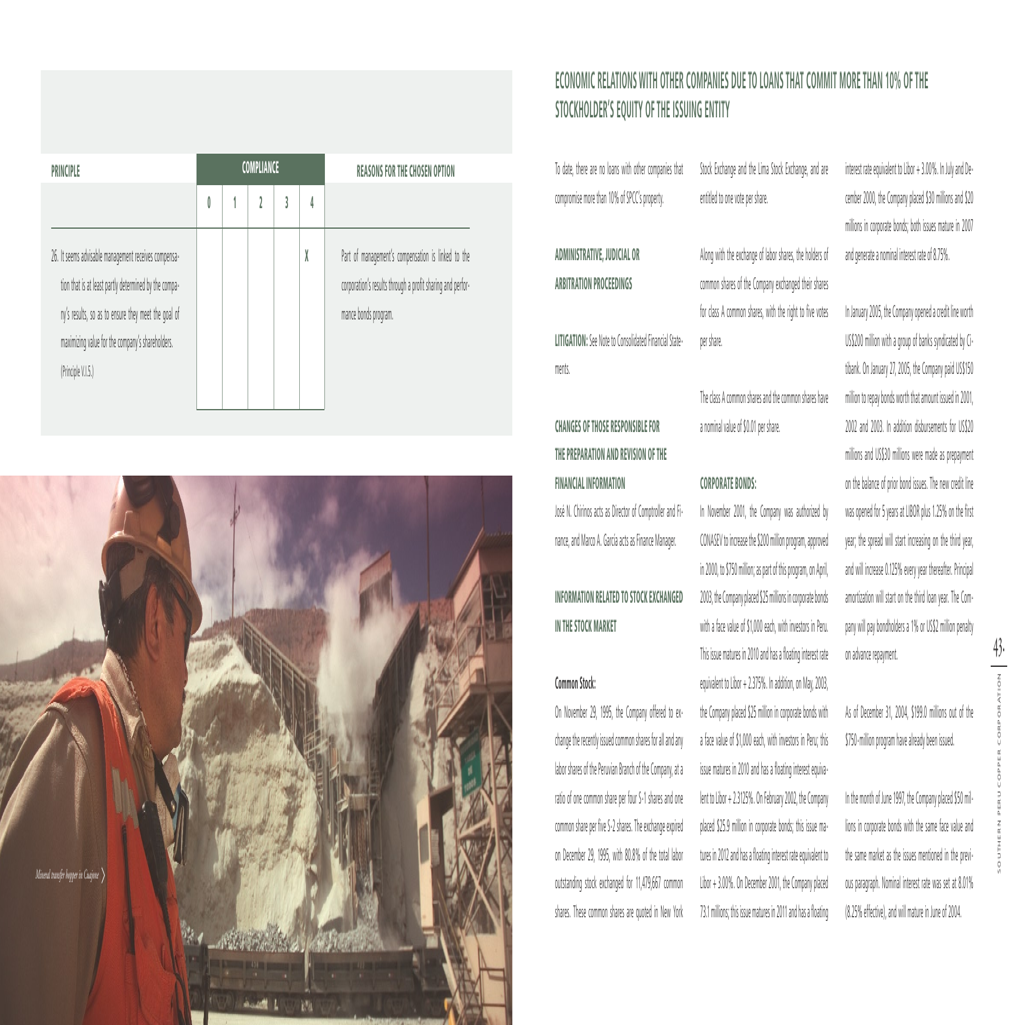 PRINCIPLE
COMPLIANCE
REASONS FOR THE CHOSEN OPTION
0 1 2 3 4
26. It seems advisable management receives compensa-
tion that is at least partly determined by the compa-
ny's results, so as to ensure they meet the goal of
maximizing value for the company's shareholders.
(Principle V.I.5.)
X
Part of management's compensation is linked to the
corporation's results through a profit sharing and perfor-
mance bonds program.
Mineral transfer hopper in Cuajone
ECONOMIC RELATIONS WITH OTHER COMPANIES DUE TO LOANS THAT COMMIT MORE THAN 10% OF THE
STOCKHOLDER'S EQUITY OF THE ISSUING ENTITY
To date, there are no loans with other companies that
compromise more than 10% of SPCC's property.
ADMINISTRATIVE, JUDICIAL OR
ARBITRATION PROCEEDINGS
LITIGATION: See Note to Consolidated Financial State-
ments.
CHANGES OF THOSE RESPONSIBLE FOR
THE PREPARATION AND REVISION OF THE
FINANCIAL INFORMATION
José N. Chirinos acts as Director of Comptroller and Fi-
nance, and Marco A. García acts as Finance Manager.
INFORMATION RELATED TO STOCK EXCHANGED
IN THE STOCK MARKET
Common Stock:
On November 29, 1995, the Company offered to ex-
change the recently issued common shares for all and any
labor shares of the Peruvian Branch of the Company, at a
ratio of one common share per four S-1 shares and one
common share per five S-2 shares. The exchange expired
on December 29, 1995, with 80.8% of the total labor
outstanding stock exchanged for 11,479,667 common
shares. These common shares are quoted in New York
Stock Exchange and the Lima Stock Exchange, and are
entitled to one vote per share.
Along with the exchange of labor shares, the holders of
common shares of the Company exchanged their shares
for class A common shares, with the right to five votes
per share.
The class A common shares and the common shares have
a nominal value of $0.01 per share.
CORPORATE BONDS:
In November 2001, the Company was authorized by
CONASEV to increase the $200 million program, approved
in 2000, to $750 million; as part of this program, on April,
2003, the Company placed $25 millions in corporate bonds
with a face value of $1,000 each, with investors in Peru.
This issue matures in 2010 and has a floating interest rate
equivalent to Libor + 2.375%. In addition, on May, 2003,
the Company placed $25 million in corporate bonds with
a face value of $1,000 each, with investors in Peru; this
issue matures in 2010 and has a floating interest equiva-
lent to Libor + 2.3125%. On February 2002, the Company
placed $25.9 million in corporate bonds; this issue ma-
tures in 2012 and has a floating interest rate equivalent to
Libor + 3.00%. On December 2001, the Company placed
73.1 millions; this issue matures in 2011 and has a floating
interest rate equivalent to Libor + 3.00%. In July and De-
cember 2000, the Company placed $30 millions and $20
millions in corporate bonds; both issues mature in 2007
and generate a nominal interest rate of 8.75%.
In January 2005, the Company opened a credit line worth
US$200 million with a group of banks syndicated by Ci-
tibank. On January 27, 2005, the Company paid US$150
million to repay bonds worth that amount issued in 2001,
2002 and 2003. In addition disbursements for US$20
millions and US$30 millions were made as prepayment
on the balance of prior bond issues. The new credit line
was opened for 5 years at LIBOR plus 1.25% on the first
year; the spread will start increasing on the third year,
and will increase 0.125% every year thereafter. Principal
amortization will start on the third loan year. The Com-
pany will pay bondholders a 1% or US$2 million penalty
on advance repayment.
As of December 31, 2004, $199.0 millions out of the
$750-million program have already been issued.
In the month of June 1997, the Company placed $50 mil-
lions in corporate bonds with the same face value and
the same market as the issues mentioned in the previ-
ous paragraph. Nominal interest rate was set at 8.01%
(8.25% effective), and will mature in June of 2004.
43.
SOUTHERN PERU COPPER CORPORATION